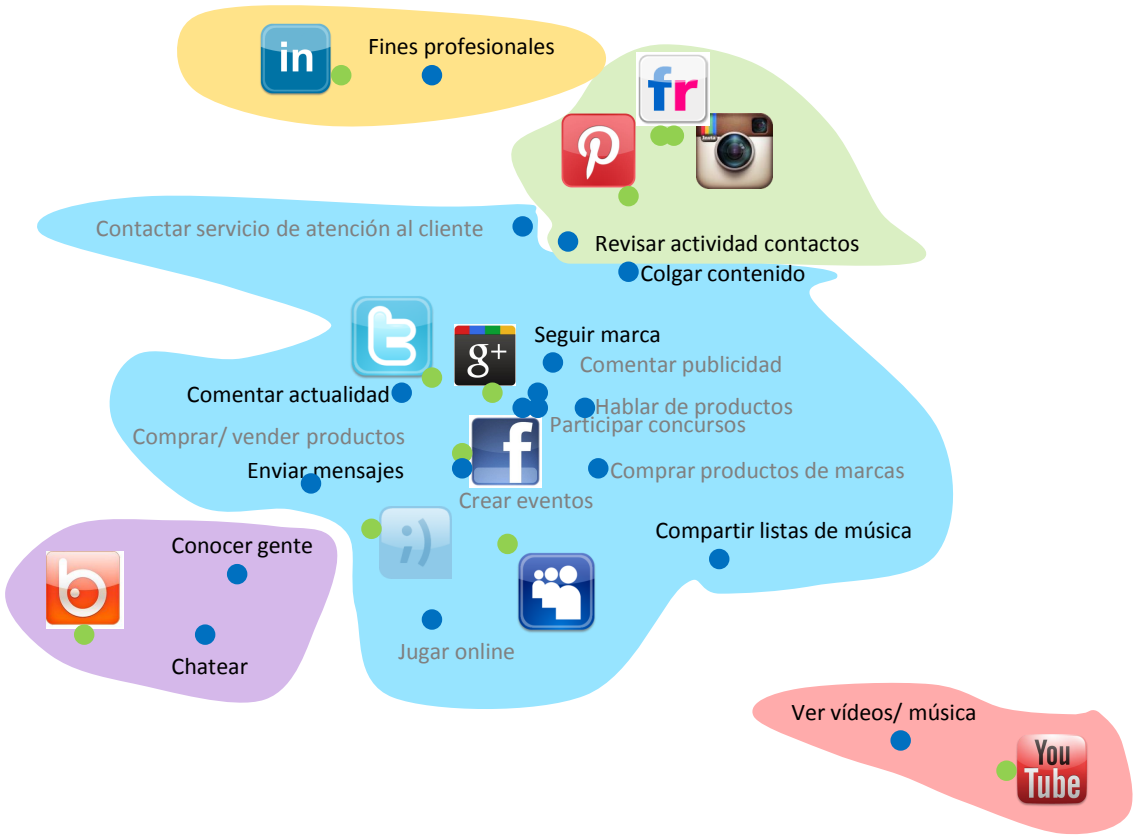 in
Fines profesionales
fr
Insta
Contactar servicio de atención al cliente
Revisar actividad contactos
Colgar contenido
t
g+
Seguir marca
Comentar publicidad
Comentar actualidad
Hablar de productos
Participar concursos
Comprar/ vender productos
f
Enviar mensajes
Comprar productos de marcas
Crear eventos
;)
Compartir listas de música
Conocer gente
b
Jugar online
Chatear
Ver vídeos/ música
You
Tube